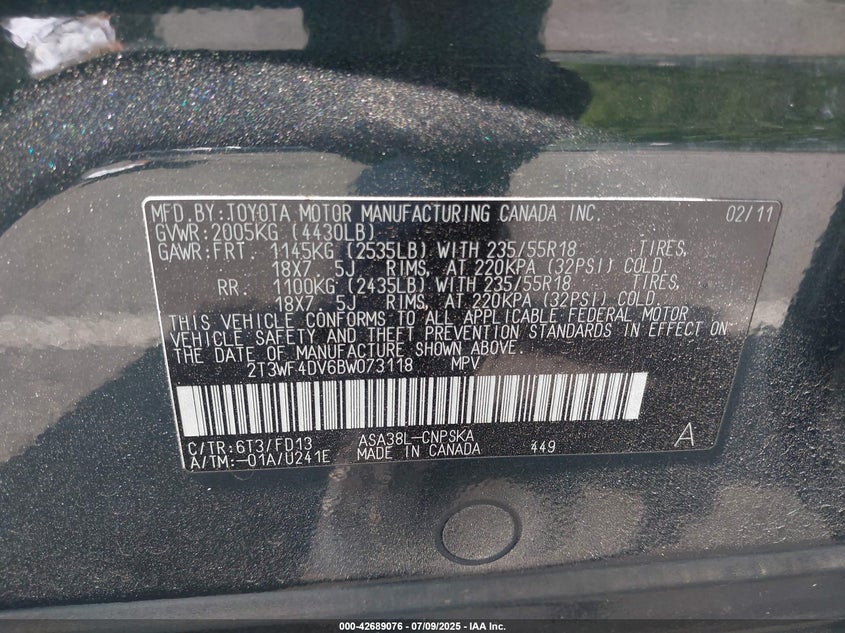 MFD.BY:TOYOTA MOTOR MANUFACTURING CANADA INC. 02/11
GVWR:2005KG (4430LB)
GAWR:FRT. 1145KG (2535LB) WITH 235/55R18 TIRES,
18X7 5J RIMS, AT 220KPA (32PSI) COLD.
RR. 1100KG (2435LB) WITH 235/55R18 TIRES,
18X7 5J RIMS, AT 220KPA (32PSI) COLD.
THIS VEHICLE CONFORMS TO ALL APPLICABLE FEDERAL MOTOR
VEHICLE SAFETY AND THEFT PREVENTION STANDARDS IN EFFECT ON
THE DATE OF MANUFACTURE SHOWN ABOVE.
2T3WF4DV6BW073118 MPV
C/TR:6T3/FD13 ASA38L-CNPSKA
A/TM:-01A/U241E MADE IN CANADA 449 A
000-42689076 / 07/09/2025 - IAA Inc.